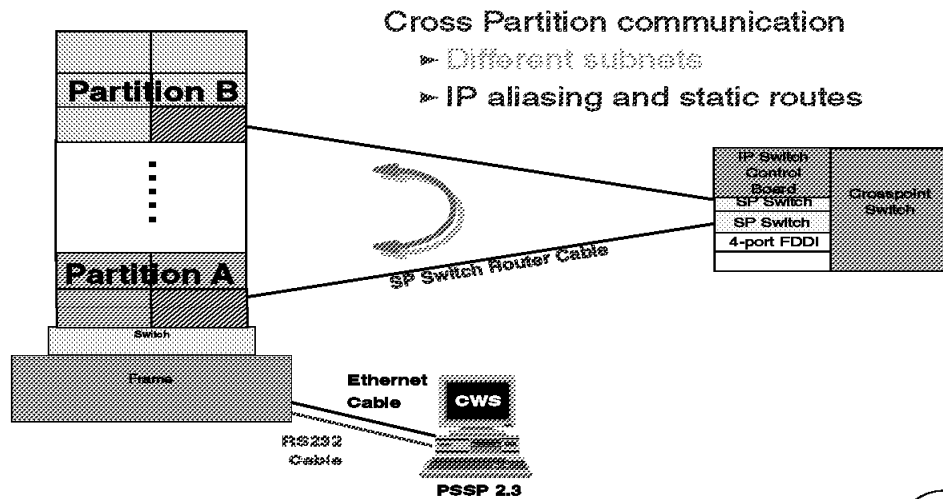 Cross Partition communication
Different subnets
IP aliasing and static routes
Partition B
IP Switch
Control
Board
SP Switch
SP Switch
4-port FDDI
Crosspoint
Switch
Partition A
SP Switch Router Cable
Switch
Frame
Ethernet
Cable
CWS
RS232
Cable
PSSP 2.3